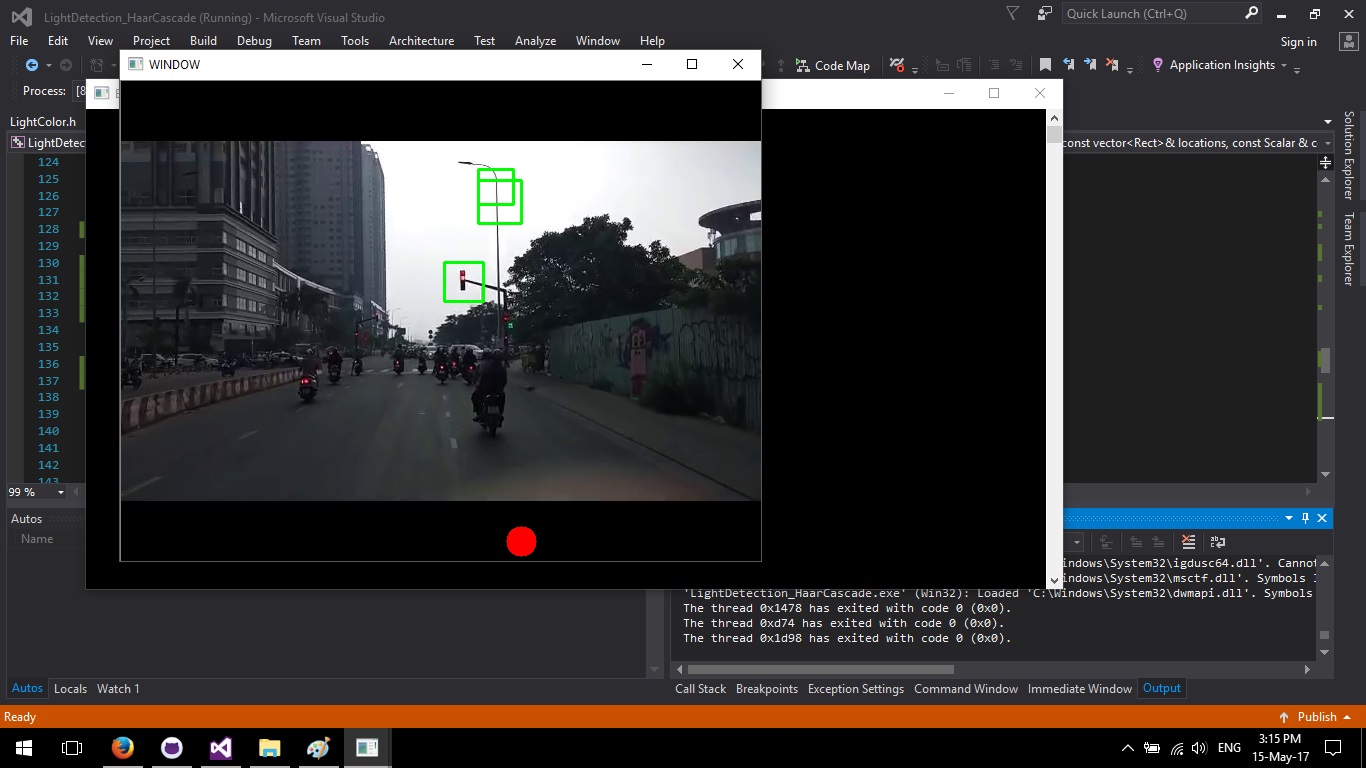 LightDetection_HaarCascade (Running) - Microsoft Visual Studio
Quick Launch (Ctrl+Q)
File Edit View Project Build Debug Team Tools Architecture Test Analyze Window Help
Sign in
WINDOW
Code Map
Application Insights
Process: [8
LightColor.h
LightDetec
const vector<Rect>& locations, const Scalar & c
Solution Explorer
Team Explorer
124
125
126
127
128
129
130
131
132
133
134
135
136
137
138
139
140
141
142
143
99 %
Autos
Name
indows\System32\igdusc64.dll'. Cannot
indows\System32\msctf.dll'. Symbols
'LightDetection_HaarCascade.exe' (Win32): Loaded 'C:\Windows\System32\dwmapi.dll'. Symbols
The thread 0x1478 has exited with code 0 (0x0).
The thread 0xd74 has exited with code 0 (0x0).
The thread 0x1d98 has exited with code 0 (0x0).
Autos Locals Watch 1
Call Stack Breakpoints Exception Settings Command Window Immediate Window Output
Ready
Publish
ENG
3:15 PM
15-May-17